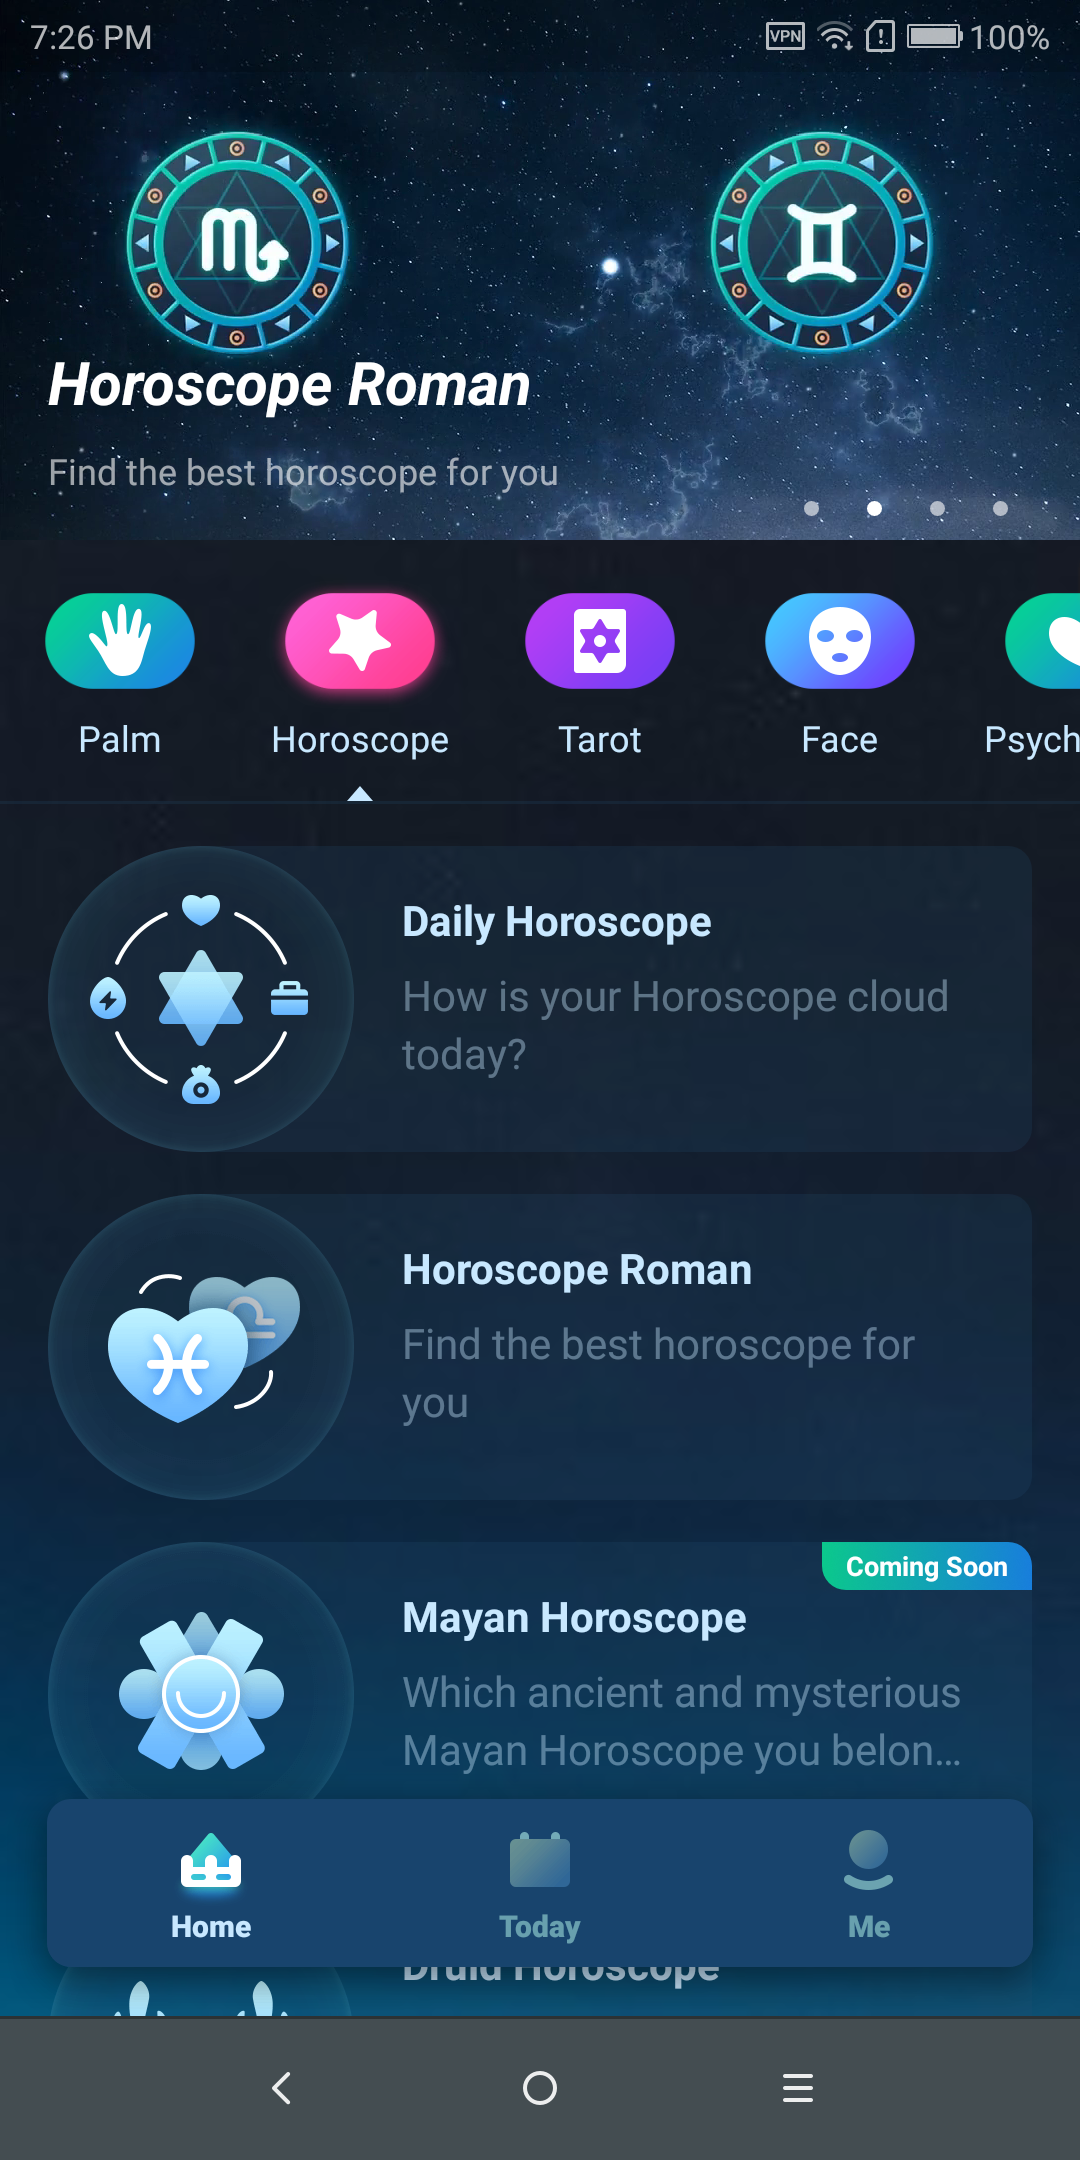 7:26 PM
VPN
100%
Horoscope Roman
Find the best horoscope for you
Palm
Horoscope
Tarot
Face
Psych
Daily Horoscope
How is your Horoscope cloud
today?
Horoscope Roman
Find the best horoscope for
you
Coming Soon
Mayan Horoscope
Which ancient and mysterious
Mayan Horoscope you belon...
Home
Today
Me
Druid Horoscope